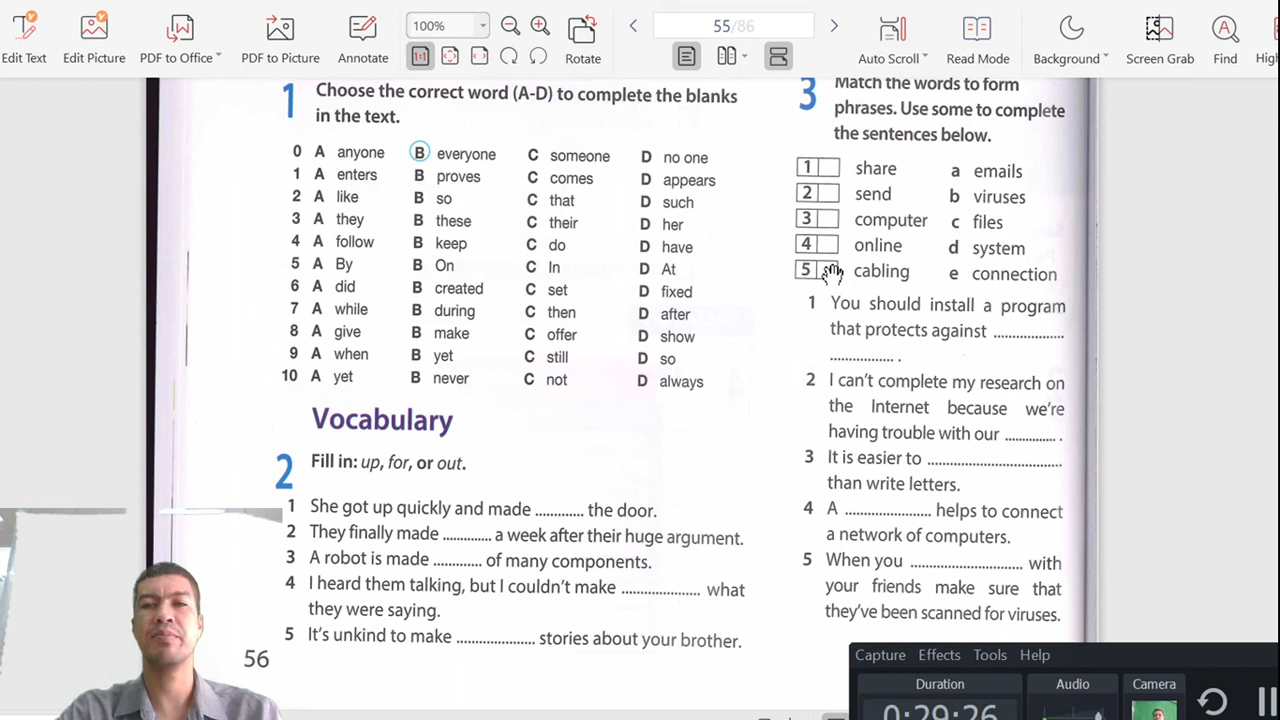 100%
55/86
Edit Text
Edit Picture
PDF to Office
PDF to Picture
Annotate
Rotate
Auto Scroll
Read Mode
Background
Screen Grab
Find
High
1 Choose the correct word (A-D) to complete the blanks
in the text.
0 A anyone B everyone C someone D no one
1 A enters B proves C comes D appears
2 A like B so C that D such
3 A they B these C their D her
4 A follow B keep C do D have
5 A By B On C In D At
6 A did B created C set D fixed
7 A while B during C then D after
8 A give B make C offer D show
9 A when B yet C still D so
10 A yet B never C not D always
Vocabulary
2 Fill in: up, for, or out.
1 She got up quickly and made ............ the door.
2 They finally made ............ a week after their huge argument.
3 A robot is made ............ of many components.
4 I heard them talking, but I couldn't make .................... what
they were saying.
5 It's unkind to make .................... stories about your brother.
56
3 Match the words to form
phrases. Use some to complete
the sentences below.
1 share a emails
2 send b viruses
3 computer c files
4 online d system
5 cabling e connection
1 You should install a program
that protects against ..................
................ .
2 I can't complete my research on
the Internet because we're
having trouble with our ............. .
3 It is easier to ..................................
than write letters.
4 A ...................... helps to connect
a network of computers.
5 When you ............................ with
your friends make sure that
they've been scanned for viruses.
Capture Effects Tools Help
Duration Audio Camera
0:29:26